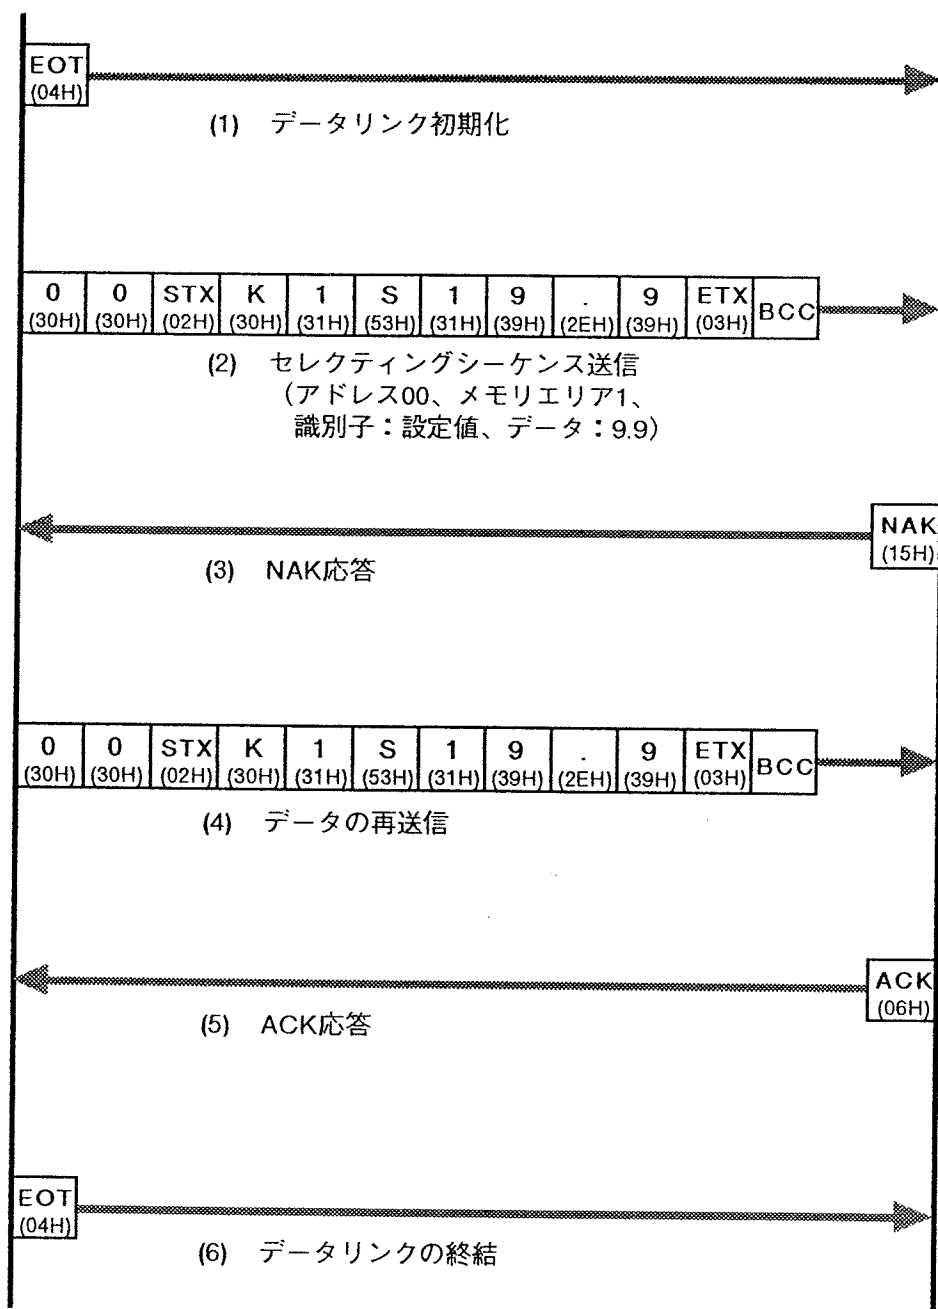 EOT
(04H)
(1) データリンク初期化
0 0 STX K 1 S 1 9 . 9 ETX BCC
(30H) (30H) (02H) (30H) (31H) (53H) (31H) (39H) (2EH) (39H) (03H)
(2) セレクティングシーケンス送信
(アドレス00、メモリエリア1、
識別子:設定値、データ:9.9)
NAK
(15H)
(3) NAK応答
0 0 STX K 1 S 1 9 . 9 ETX BCC
(30H) (30H) (02H) (30H) (31H) (53H) (31H) (39H) (2EH) (39H) (03H)
(4) データの再送信
ACK
(06H)
(5) ACK応答
EOT
(04H)
(6) データリンクの終結